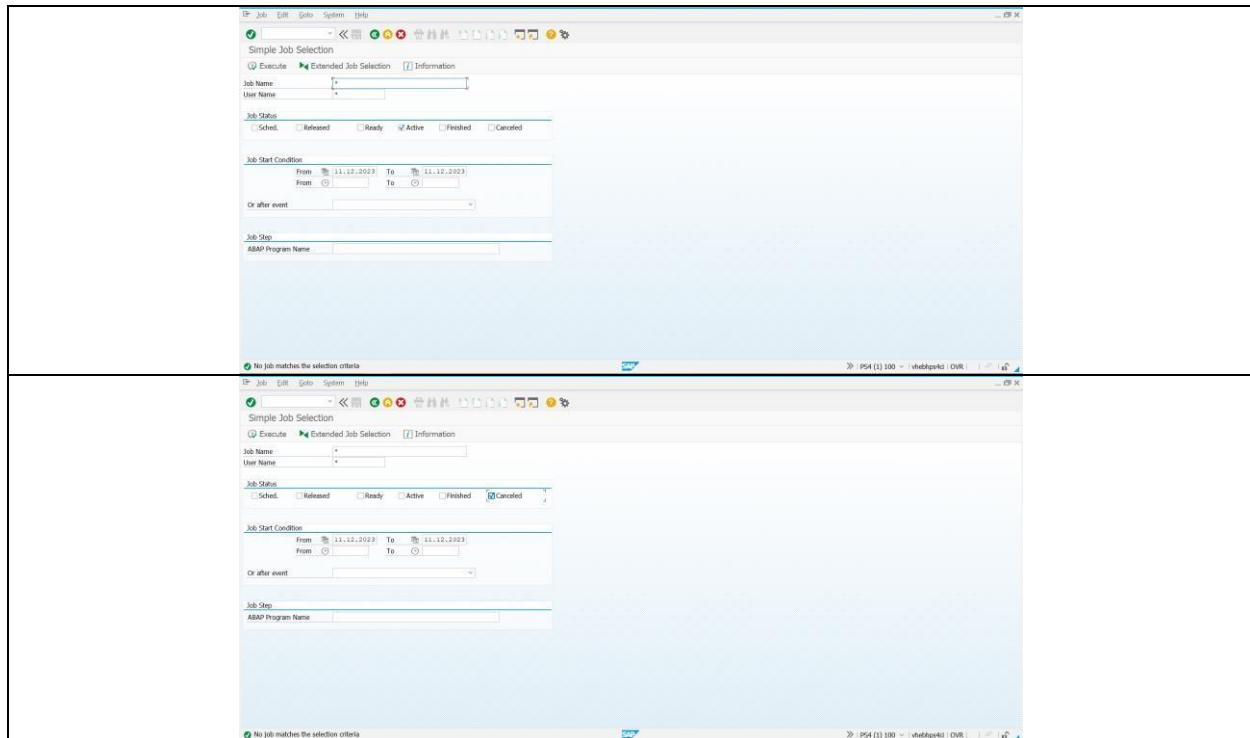 Job Edit Goto System Help
Simple Job Selection
Execute Extended Job Selection Information
Job Name *
User Name *
Job Status
Sched. Released Ready Active Finished Canceled
Job Start Condition
From 11.12.2023 To 11.12.2023
From To
Or after event
Job Step
ABAP Program Name
No job matches the selection criteria SAP PS4 (1) 100 vhebhps4ci OVR
Job Edit Goto System Help
Simple Job Selection
Execute Extended Job Selection Information
Job Name *
User Name *
Job Status
Sched. Released Ready Active Finished Canceled
Job Start Condition
From 11.12.2023 To 11.12.2023
From To
Or after event
Job Step
ABAP Program Name
No job matches the selection criteria SAP PS4 (1) 100 vhebhps4ci OVR